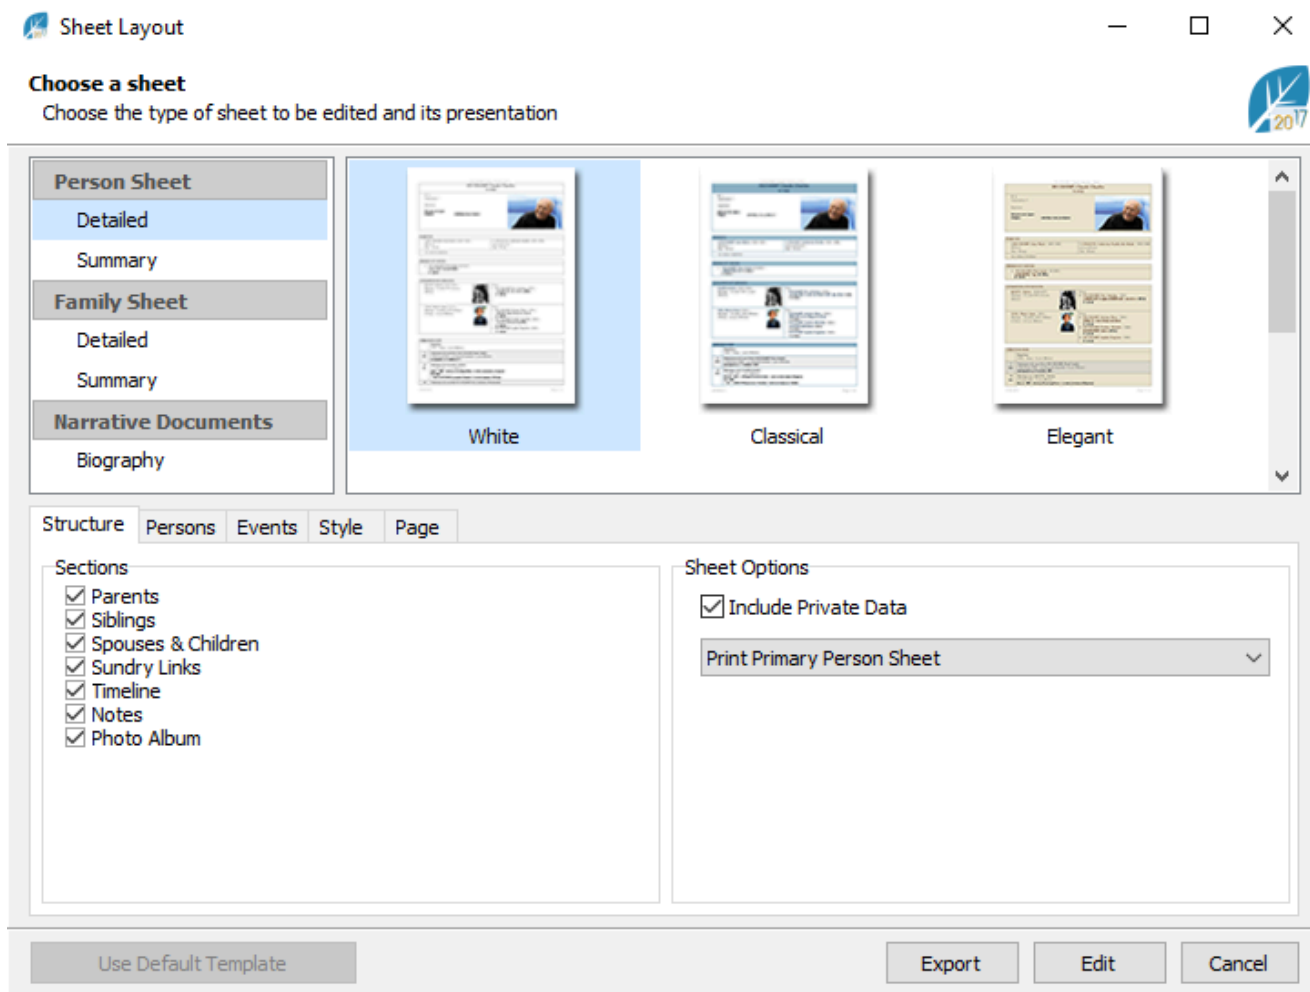 Sheet Layout
Choose a sheet
Choose the type of sheet to be edited and its presentation
2017
Person Sheet
Detailed
Summary
Family Sheet
Detailed
Summary
Narrative Documents
Biography
White
Classical
Elegant
Structure Persons Events Style Page
Sections
Parents
Siblings
Spouses & Children
Sundry Links
Timeline
Notes
Photo Album
Sheet Options
Include Private Data
Print Primary Person Sheet
Use Default Template
Export
Edit
Cancel